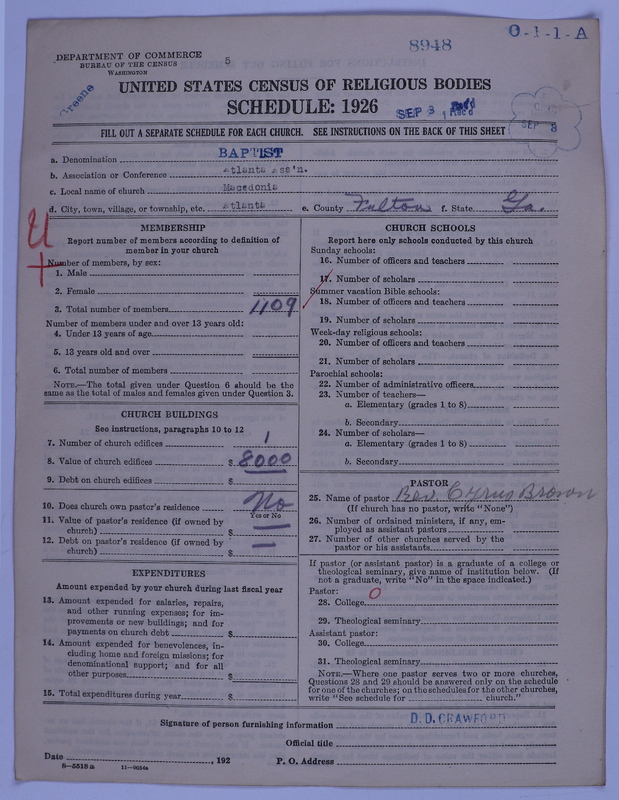 8948
O-1-1-A
DEPARTMENT OF COMMERCE
BUREAU OF THE CENSUS
WASHINGTON
5
Greene
UNITED STATES CENSUS OF RELIGIOUS BODIES
SCHEDULE: 1926
SEP 3
Rec'd
SEP 3
FILL OUT A SEPARATE SCHEDULE FOR EACH CHURCH. SEE INSTRUCTIONS ON THE BACK OF THIS SHEET
a. Denomination BAPTIST
b. Association or Conference Atlanta Ass'n.
c. Local name of church Macedonia
d. City, town, village, or township, etc. Atlanta e. County Fulton f. State Ga.
MEMBERSHIP
Report number of members according to definition of
member in your church
Number of members, by sex:
1. Male
2. Female
3. Total number of members 1109
Number of members under and over 13 years old:
4. Under 13 years of age
5. 13 years old and over
6. Total number of members
NOTE.—The total given under Question 6 should be the
same as the total of males and females given under Question 3.
CHURCH BUILDINGS
See instructions, paragraphs 10 to 12
7. Number of church edifices 1
8. Value of church edifices $ 8000
9. Debt on church edifices $
10. Does church own pastor's residence No
Yes or No
11. Value of pastor's residence (if owned by
church) $ —
12. Debt on pastor's residence (if owned by
church) $ —
EXPENDITURES
Amount expended by your church during last fiscal year
13. Amount expended for salaries, repairs,
and other running expenses; for im-
provements or new buildings; and for
payments on church debt $
14. Amount expended for benevolences, in-
cluding home and foreign missions; for
denominational support; and for all
other purposes $
15. Total expenditures during year $
CHURCH SCHOOLS
Report here only schools conducted by this church
Sunday schools:
16. Number of officers and teachers
17. Number of scholars
Summer vacation Bible schools:
18. Number of officers and teachers
19. Number of scholars
Week-day religious schools:
20. Number of officers and teachers
21. Number of scholars
Parochial schools:
22. Number of administrative officers
23. Number of teachers—
a. Elementary (grades 1 to 8)
b. Secondary
24. Number of scholars—
a. Elementary (grades 1 to 8)
b. Secondary
PASTOR
25. Name of pastor Rev. Cyrus Brown
(If church has no pastor, write "None")
26. Number of ordained ministers, if any, em-
ployed as assistant pastors
27. Number of other churches served by the
pastor or his assistants
If pastor (or assistant pastor) is a graduate of a college or
theological seminary, give name of institution below. (If
not a graduate, write "No" in the space indicated.)
Pastor: O
28. College
29. Theological seminary
Assistant pastor:
30. College
31. Theological seminary
NOTE.—Where one pastor serves two or more churches,
Questions 28 and 29 should be answered only on the schedule
for one of the churches; on the schedules for the other churches,
write "See schedule for church."
Signature of person furnishing information D. D. CRAWFORD
Official title
Date , 192 P. O. Address
8—5518a 11—9054a